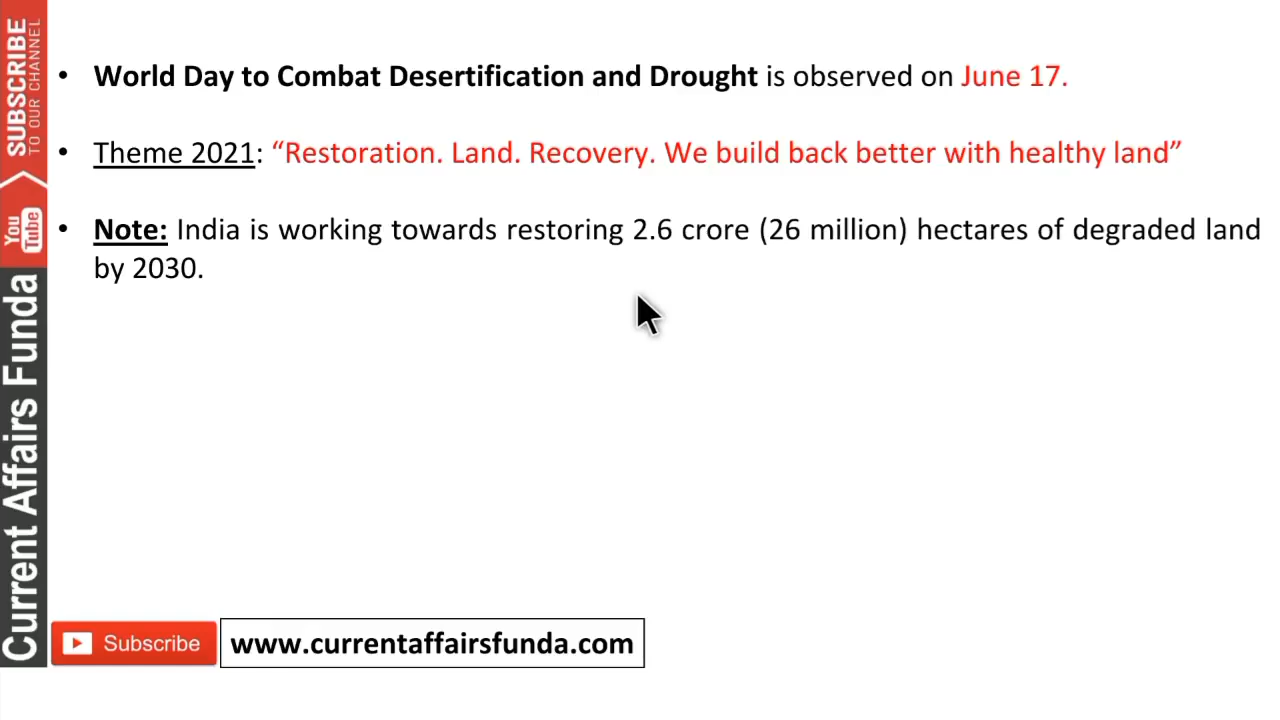 • World Day to Combat Desertification and Drought is observed on June 17.
• Theme 2021: “Restoration. Land. Recovery. We build back better with healthy land”
• Note: India is working towards restoring 2.6 crore (26 million) hectares of degraded land
by 2030.
SUBSCRIBE
TO OUR CHANNEL
You
Tube
Current Affairs Funda
Subscribe
www.currentaffairsfunda.com